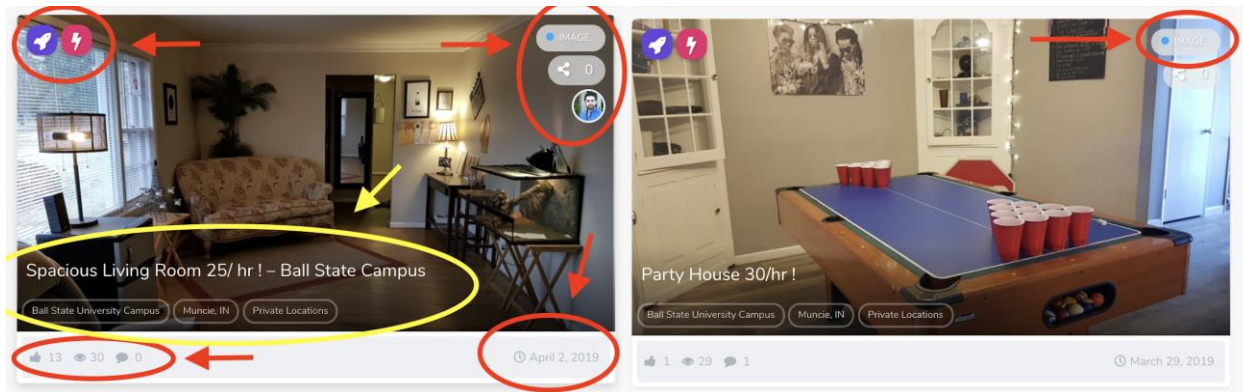 IMAGE
0
Spacious Living Room 25/ hr ! – Ball State Campus
Ball State University Campus Muncie, IN Private Locations
13 30 0 April 2, 2019
IMAGE
0
Party House 30/hr !
Ball State University Campus Muncie, IN Private Locations
1 29 1 March 29, 2019